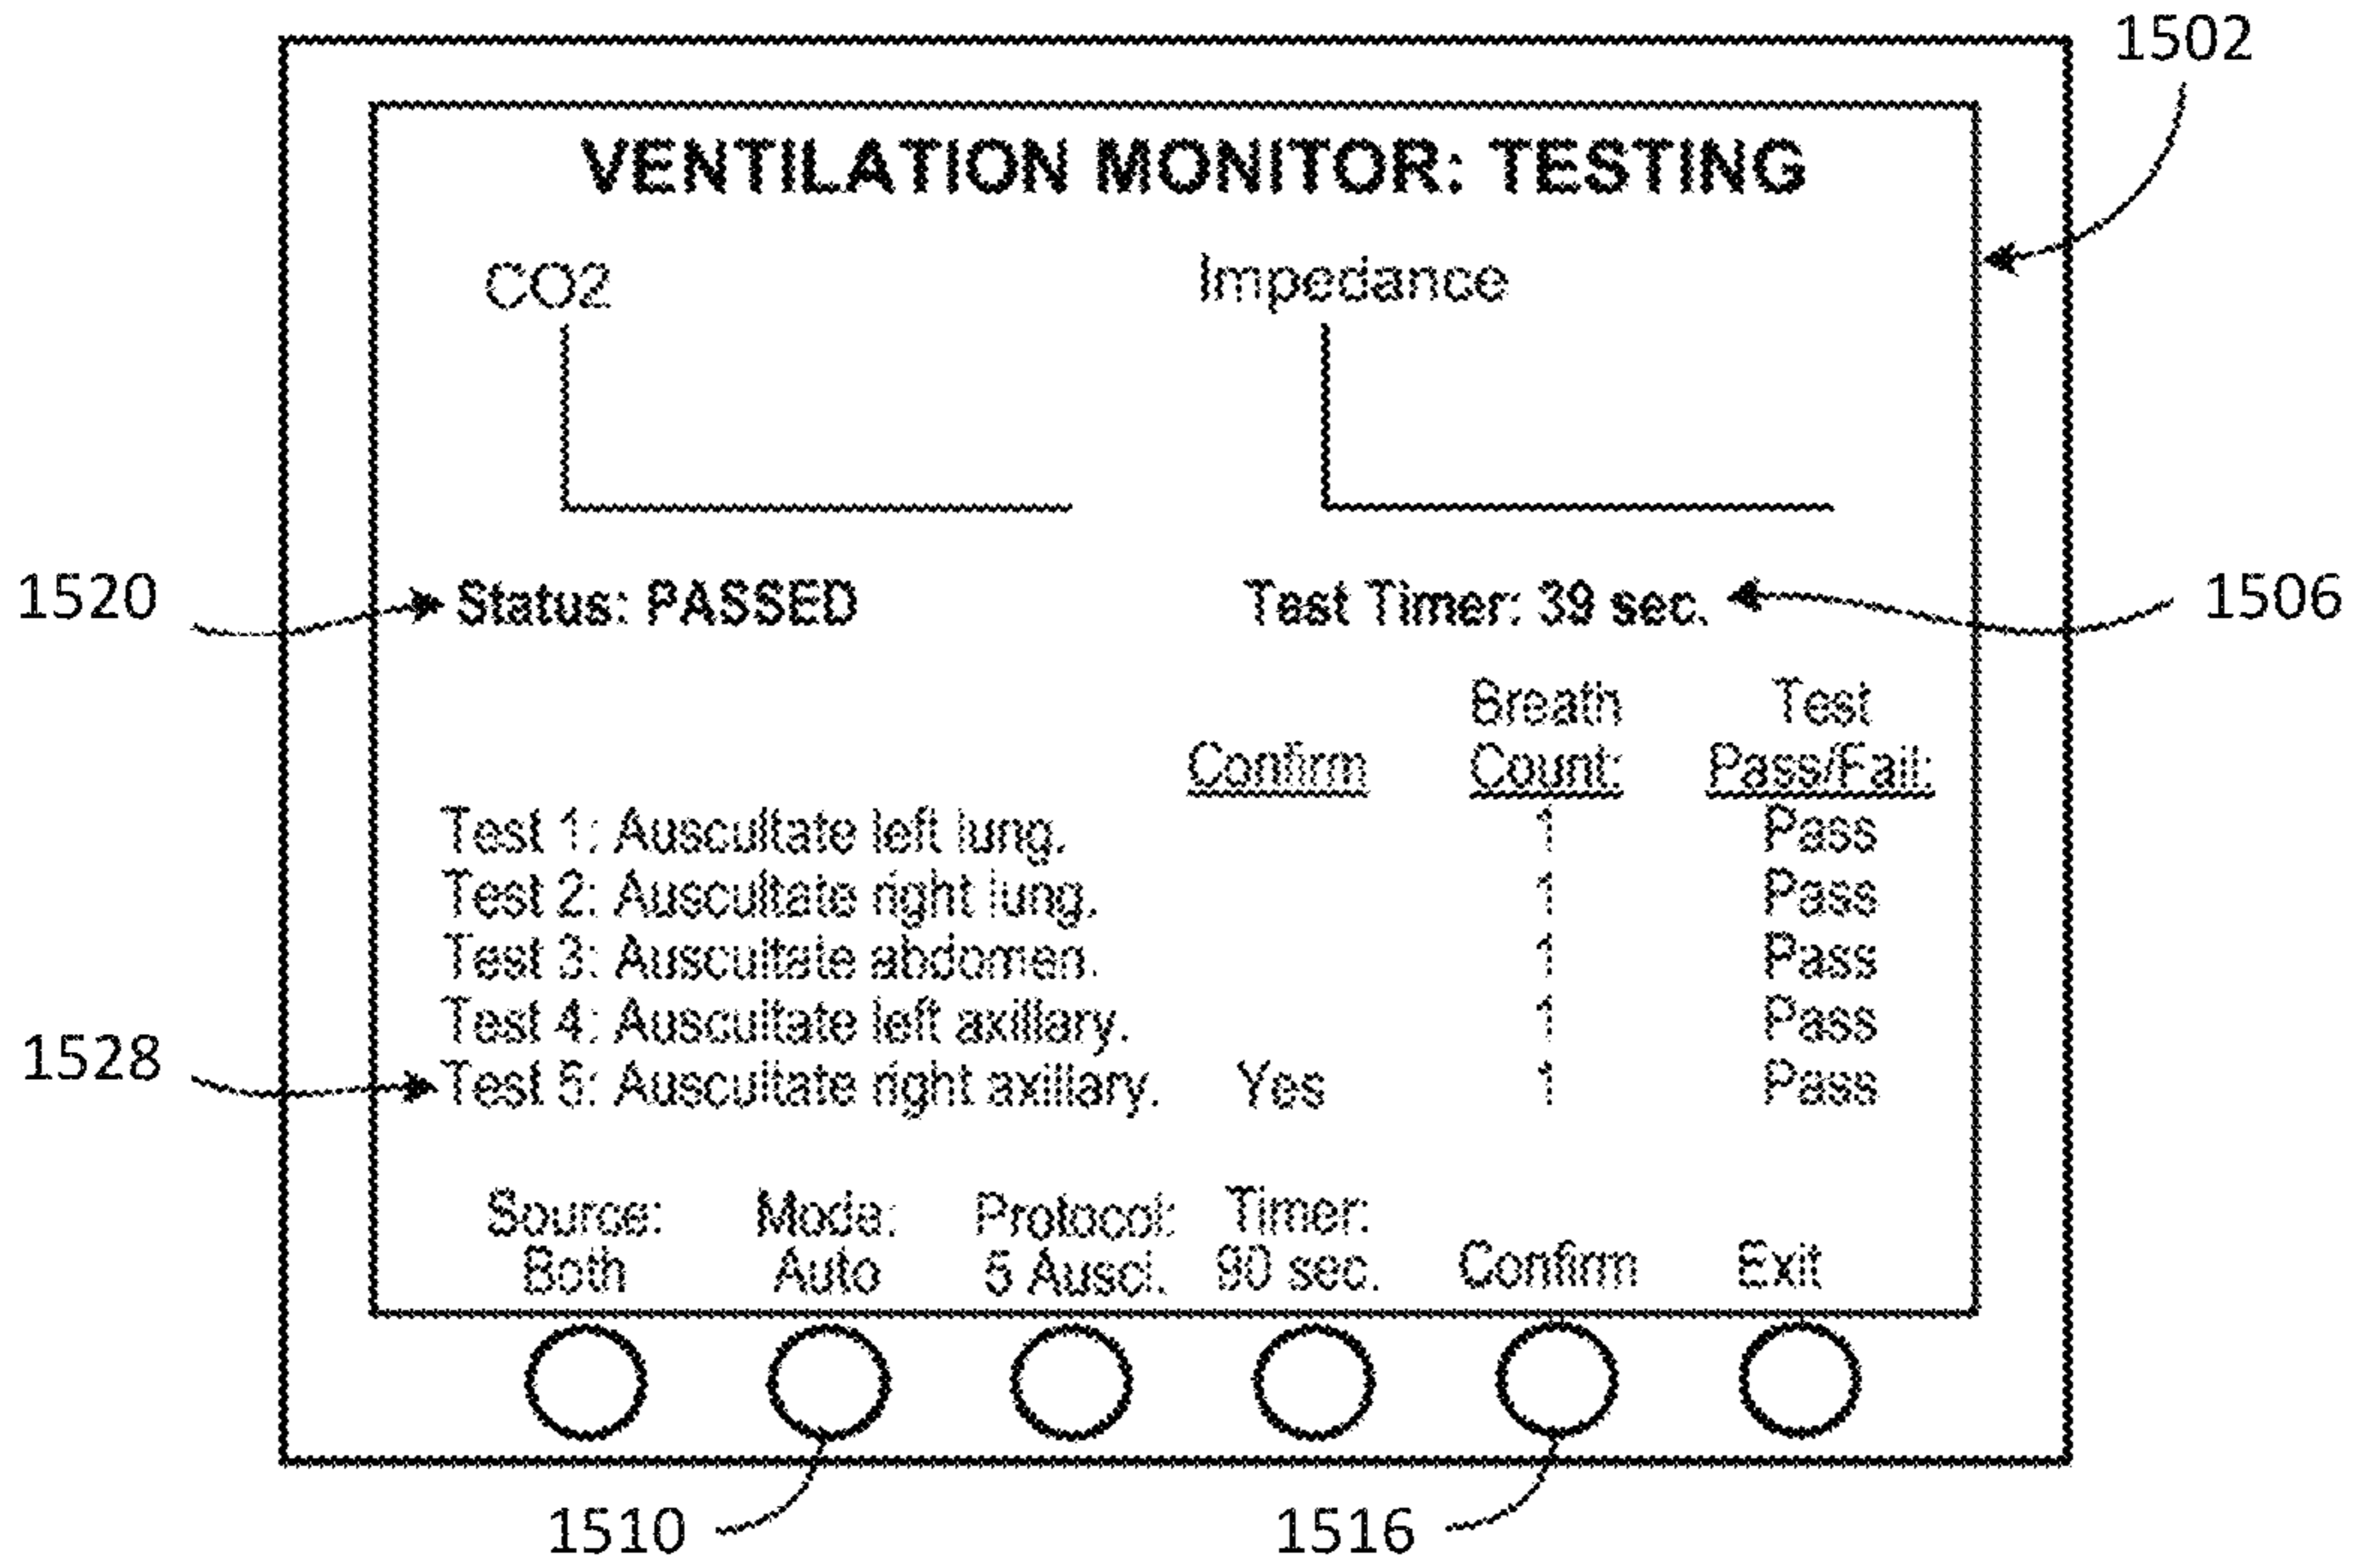 1502
VENTILATION MONITOR: TESTING
CO2 Impedance
1520 Status: PASSED Test Timer: 39 sec. 1506
Breath Test
Confirm Count: Pass/Fail:
Test 1: Auscultate left lung. 1 Pass
Test 2: Auscultate right lung. 1 Pass
Test 3: Auscultate abdomen. 1 Pass
Test 4: Auscultate left axillary. 1 Pass
1528 Test 5: Auscultate right axillary. Yes 1 Pass
Source: Mode: Protocol: Timer:
Both Auto 5 Auscl. 90 sec. Confirm Exit
1510 1516